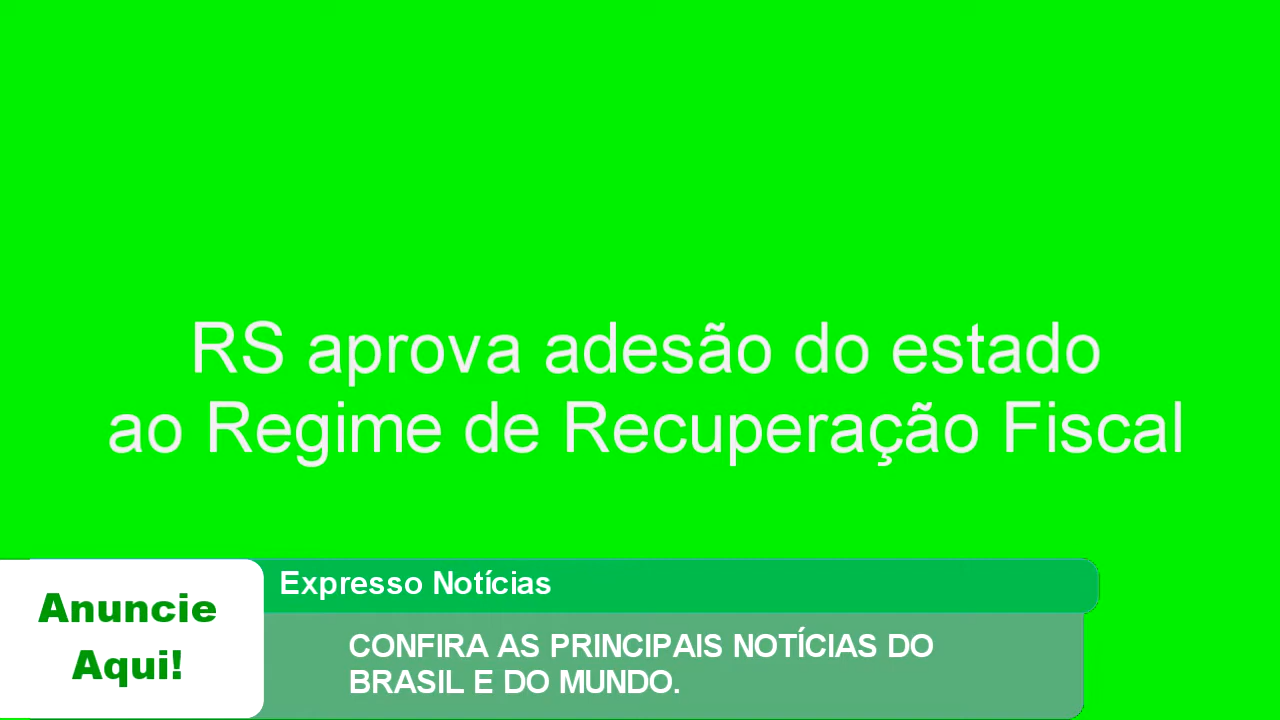 RS aprova adesão do estado
ao Regime de Recuperação Fiscal
Anuncie
Aqui!
Expresso Notícias
CONFIRA AS PRINCIPAIS NOTÍCIAS DO
BRASIL E DO MUNDO.